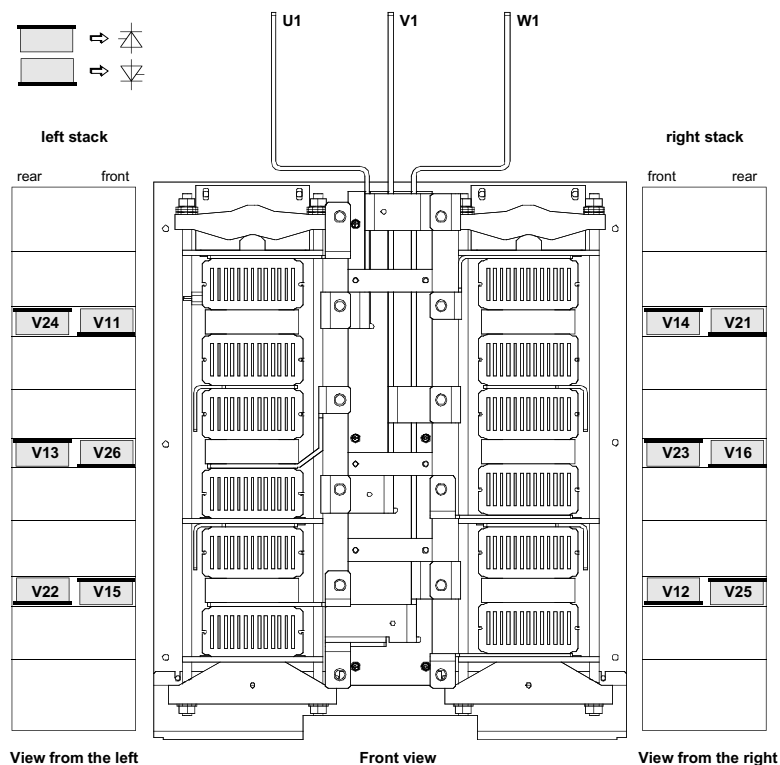 U1 V1 W1
left stack
right stack
rear front
front rear
V24 V11
V14 V21
V13 V26
V23 V16
V22 V15
V12 V25
View from the left
Front view
View from the right